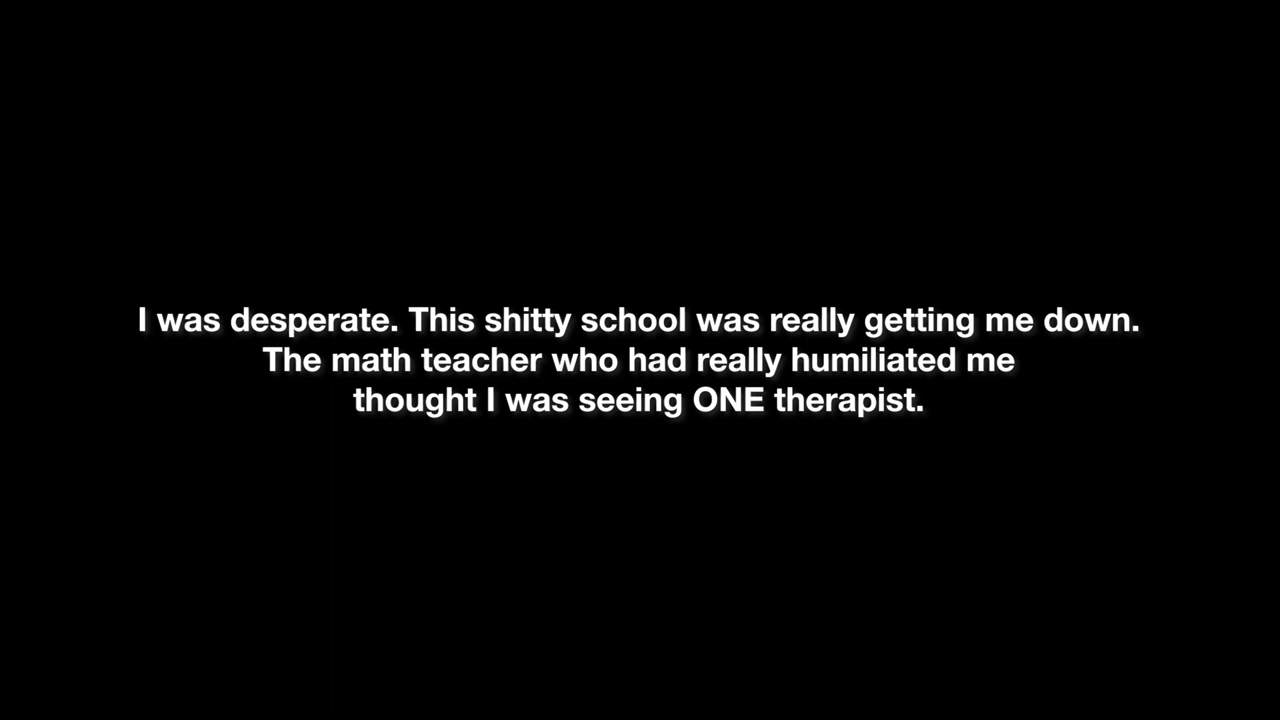 I was desperate. This shitty school was really getting me down.
The math teacher who had really humiliated me
thought I was seeing ONE therapist.